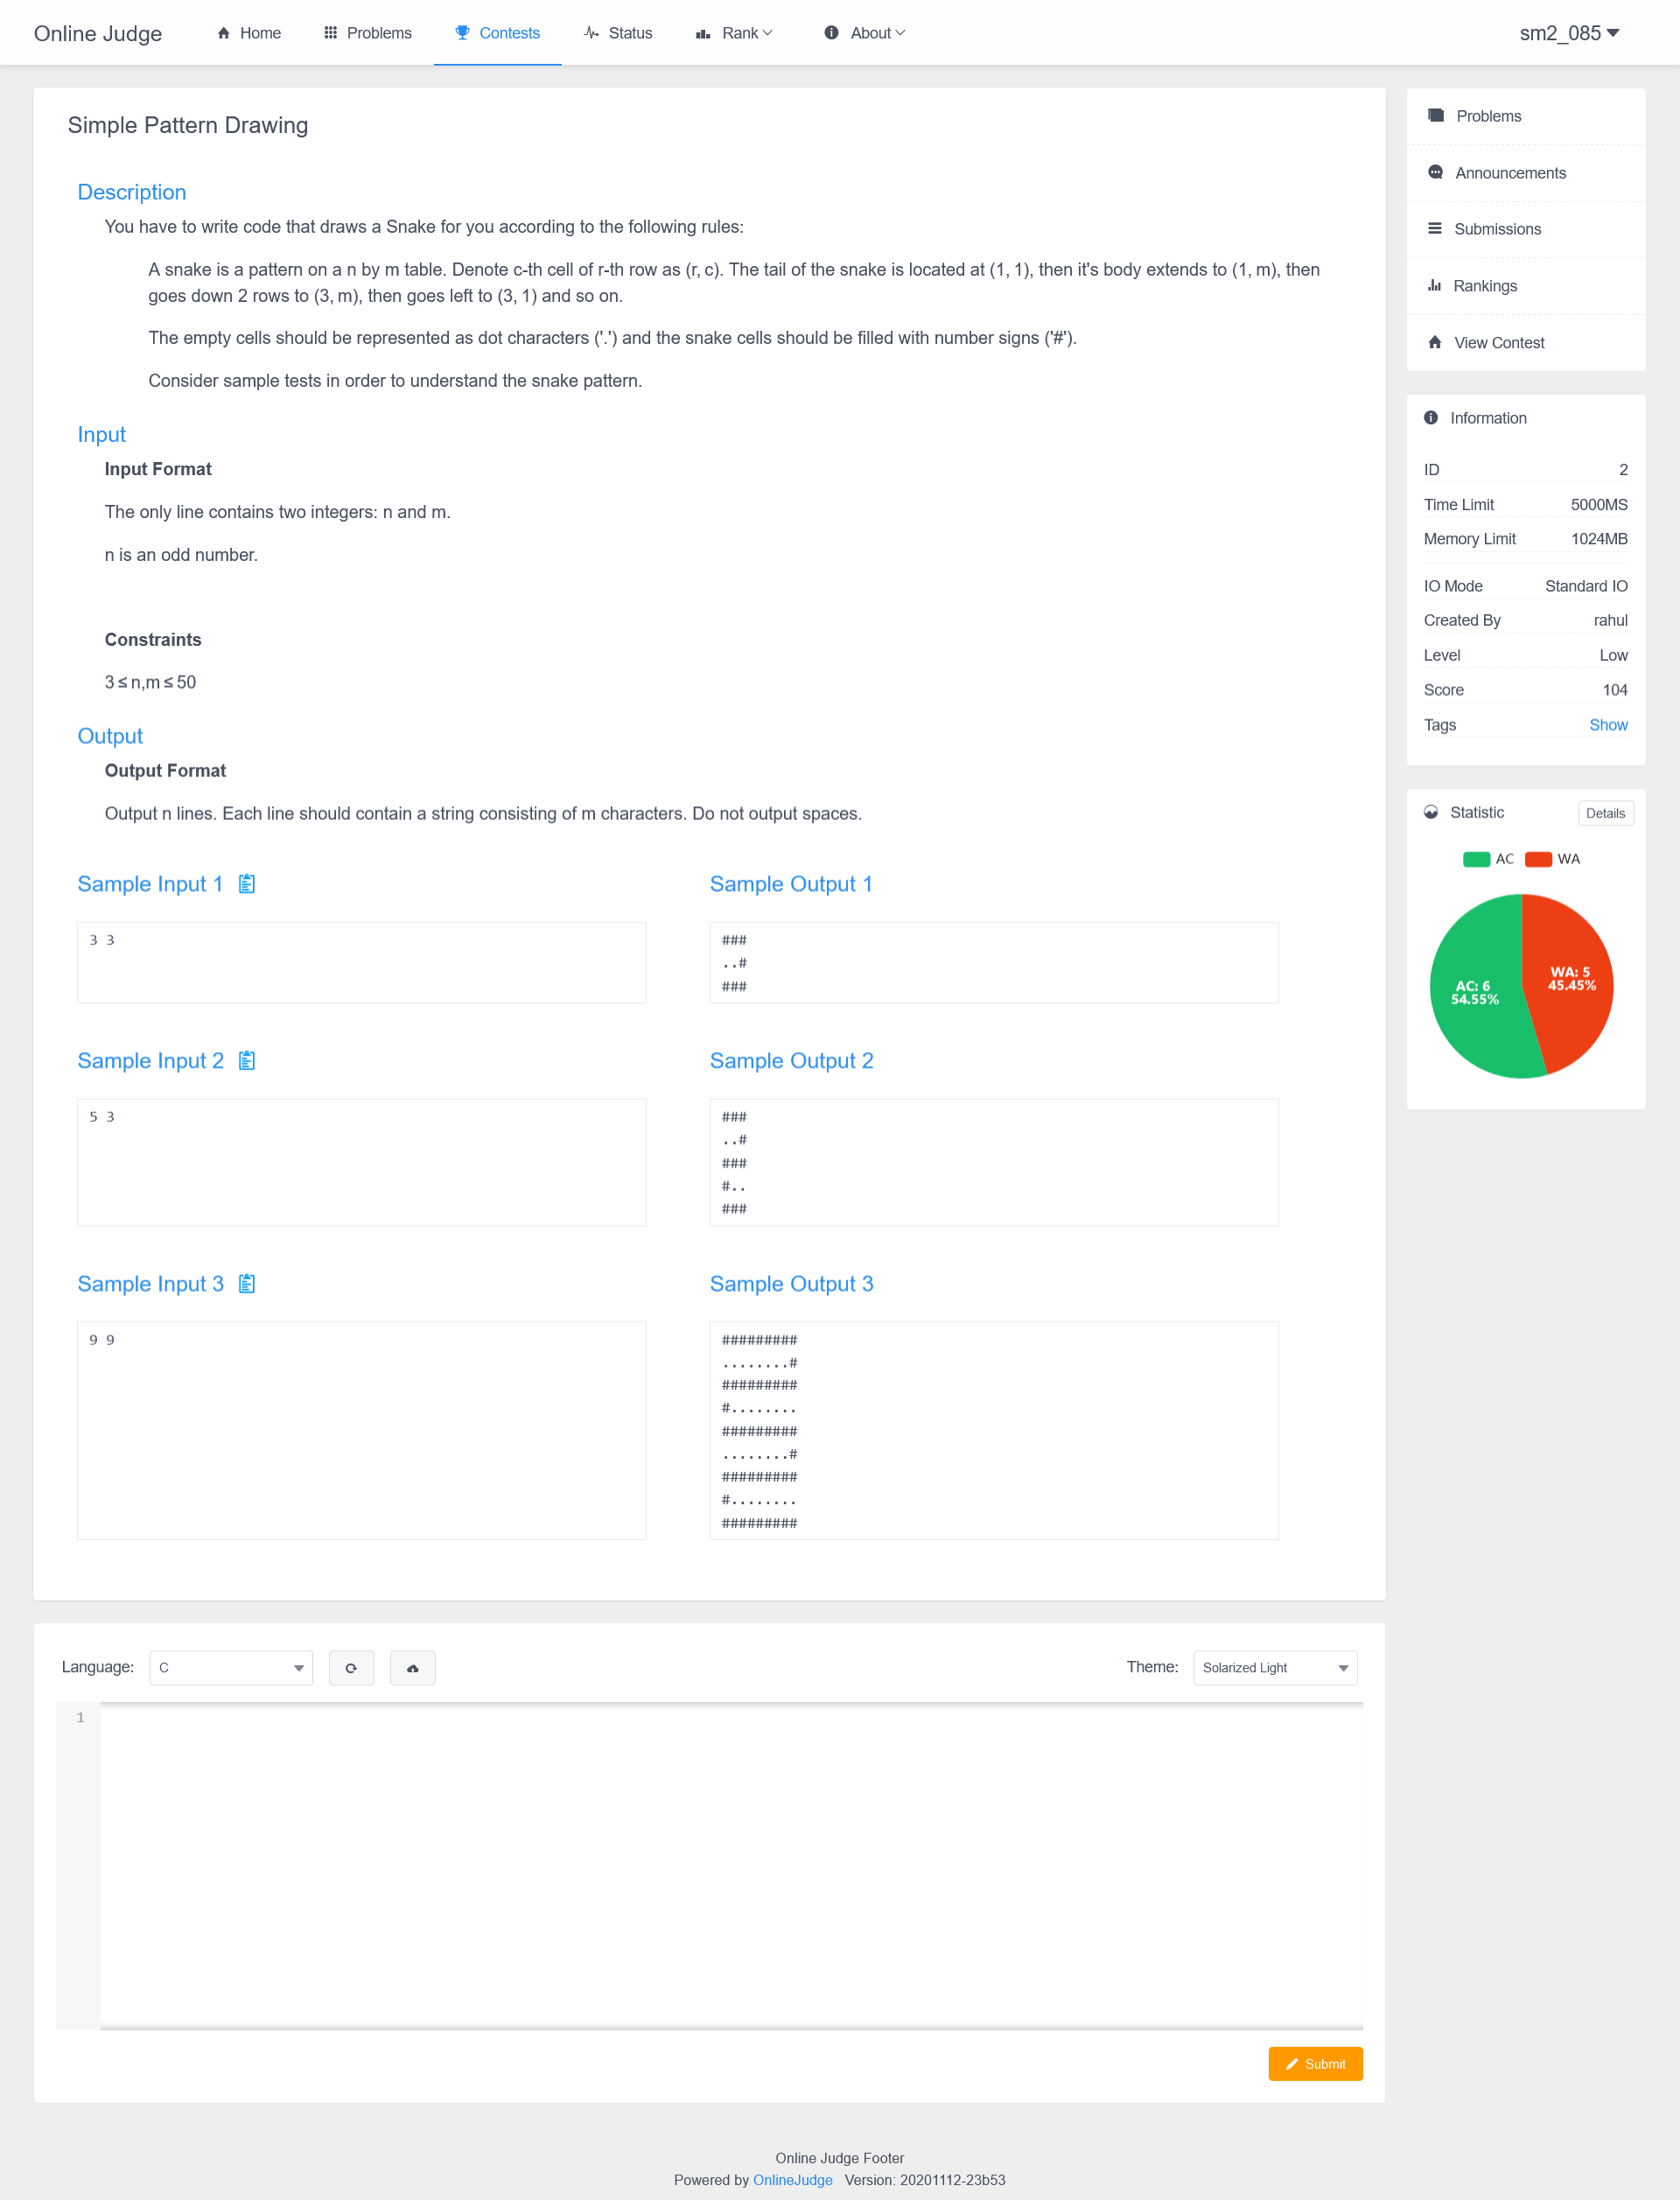 Online Judge
Home
Problems
Contests
Status
Rank
About
sm2_085
Simple Pattern Drawing
Description
You have to write code that draws a Snake for you according to the following rules:
A snake is a pattern on a n by m table. Denote c-th cell of r-th row as (r, c). The tail of the snake is located at (1, 1), then it's body extends to (1, m), then
goes down 2 rows to (3, m), then goes left to (3, 1) and so on.
The empty cells should be represented as dot characters ('.') and the snake cells should be filled with number signs ('#').
Consider sample tests in order to understand the snake pattern.
Input
Input Format
The only line contains two integers: n and m.
n is an odd number.
Constraints
3 ≤ n,m ≤ 50
Output
Output Format
Output n lines. Each line should contain a string consisting of m characters. Do not output spaces.
Sample Input 1
3 3
Sample Output 1
###
..#
###
Sample Input 2
5 3
Sample Output 2
###
..#
###
#..
###
Sample Input 3
9 9
Sample Output 3
#########
........#
#########
#........
#########
........#
#########
#........
#########
Language:
C
Theme:
Solarized Light
1
Submit
Problems
Announcements
Submissions
Rankings
View Contest
Information
ID 2
Time Limit 5000MS
Memory Limit 1024MB
IO Mode Standard IO
Created By rahul
Level Low
Score 104
Tags Show
Statistic
Details
AC WA
WA: 5
45.45%
AC: 6
54.55%
Online Judge Footer
Powered by OnlineJudge Version: 20201112-23b53